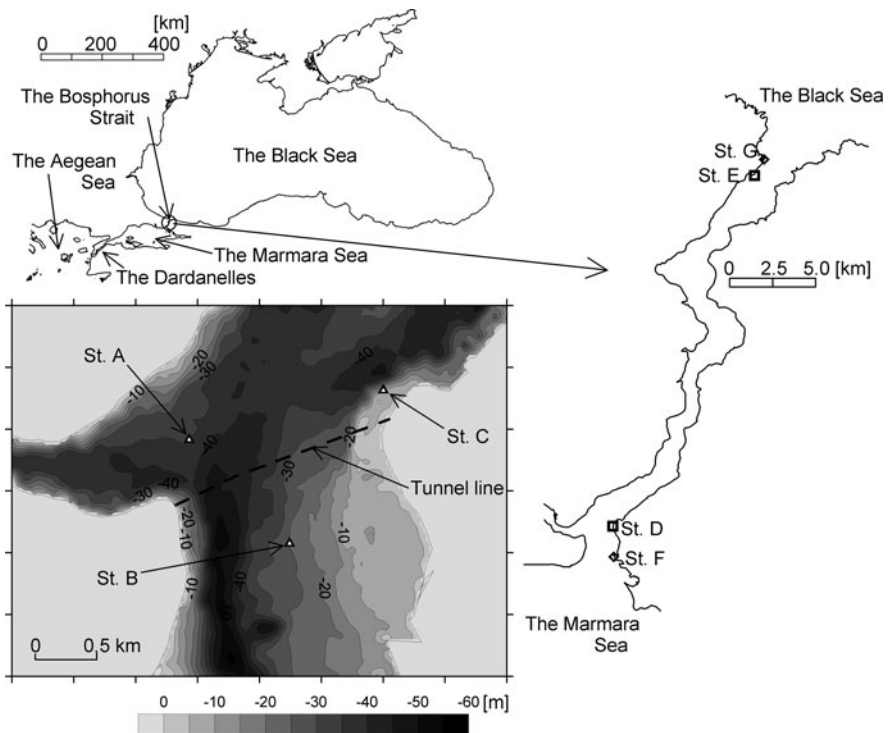 [km]
0 200 400
The Bosphorus
Strait
The Aegean
Sea
The Black Sea
The Marmara Sea
The Dardanelles
The Black Sea
St. G
St. E
0 2.5 5.0 [km]
St. D
St. F
The Marmara
Sea
-20
-30
-10
-40
St. A
St. C
-40
-20
-30
-40
-30
Tunnel line
-20
-10
-10
St. B
-10
-40
-20
-10
0 0.5 km
0 -10 -20 -30 -40 -50 -60 [m]